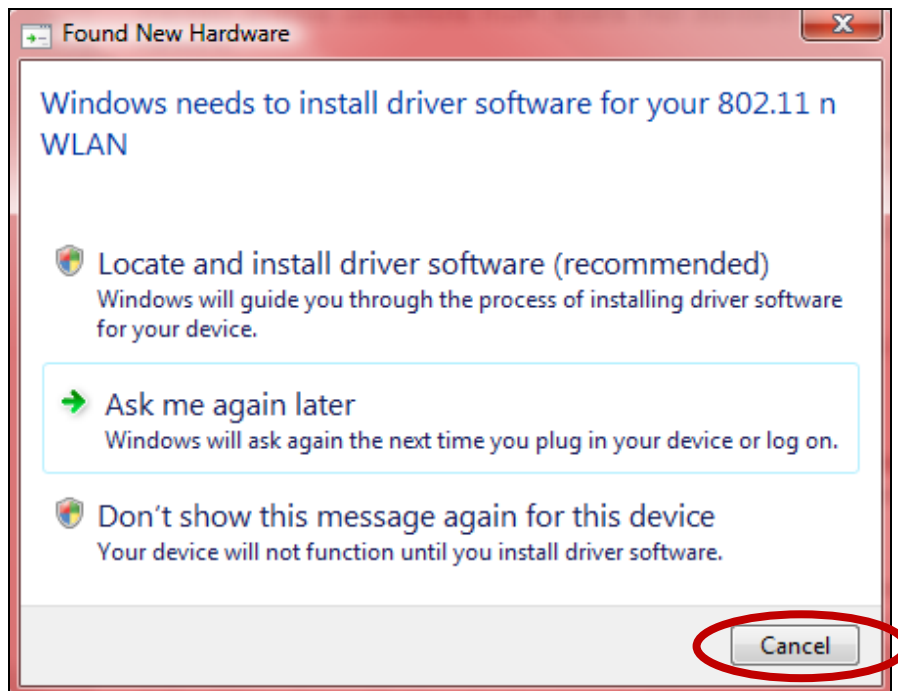 Found New Hardware
Windows needs to install driver software for your 802.11 n
WLAN
Locate and install driver software (recommended)
Windows will guide you through the process of installing driver software
for your device.
Ask me again later
Windows will ask again the next time you plug in your device or log on.
Don't show this message again for this device
Your device will not function until you install driver software.
Cancel